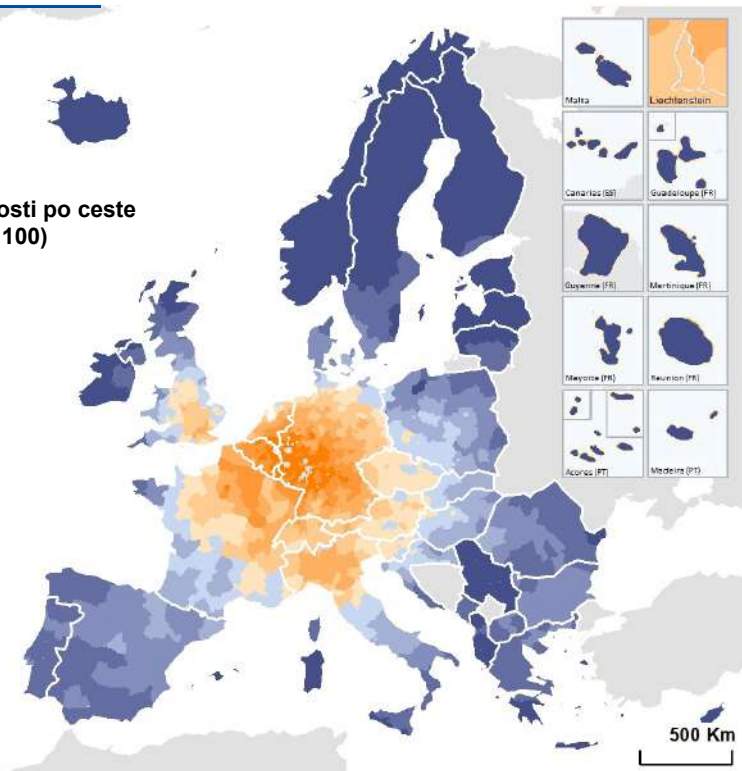 osti po ceste
100)
Malta
Liechtenstein
Canarias (ES)
Guadeloupe (FR)
Guyane (FR)
Martinique (FR)
Mayotte (FR)
Reunion (FR)
Acores (PT)
Madeira (PT)
500 Km